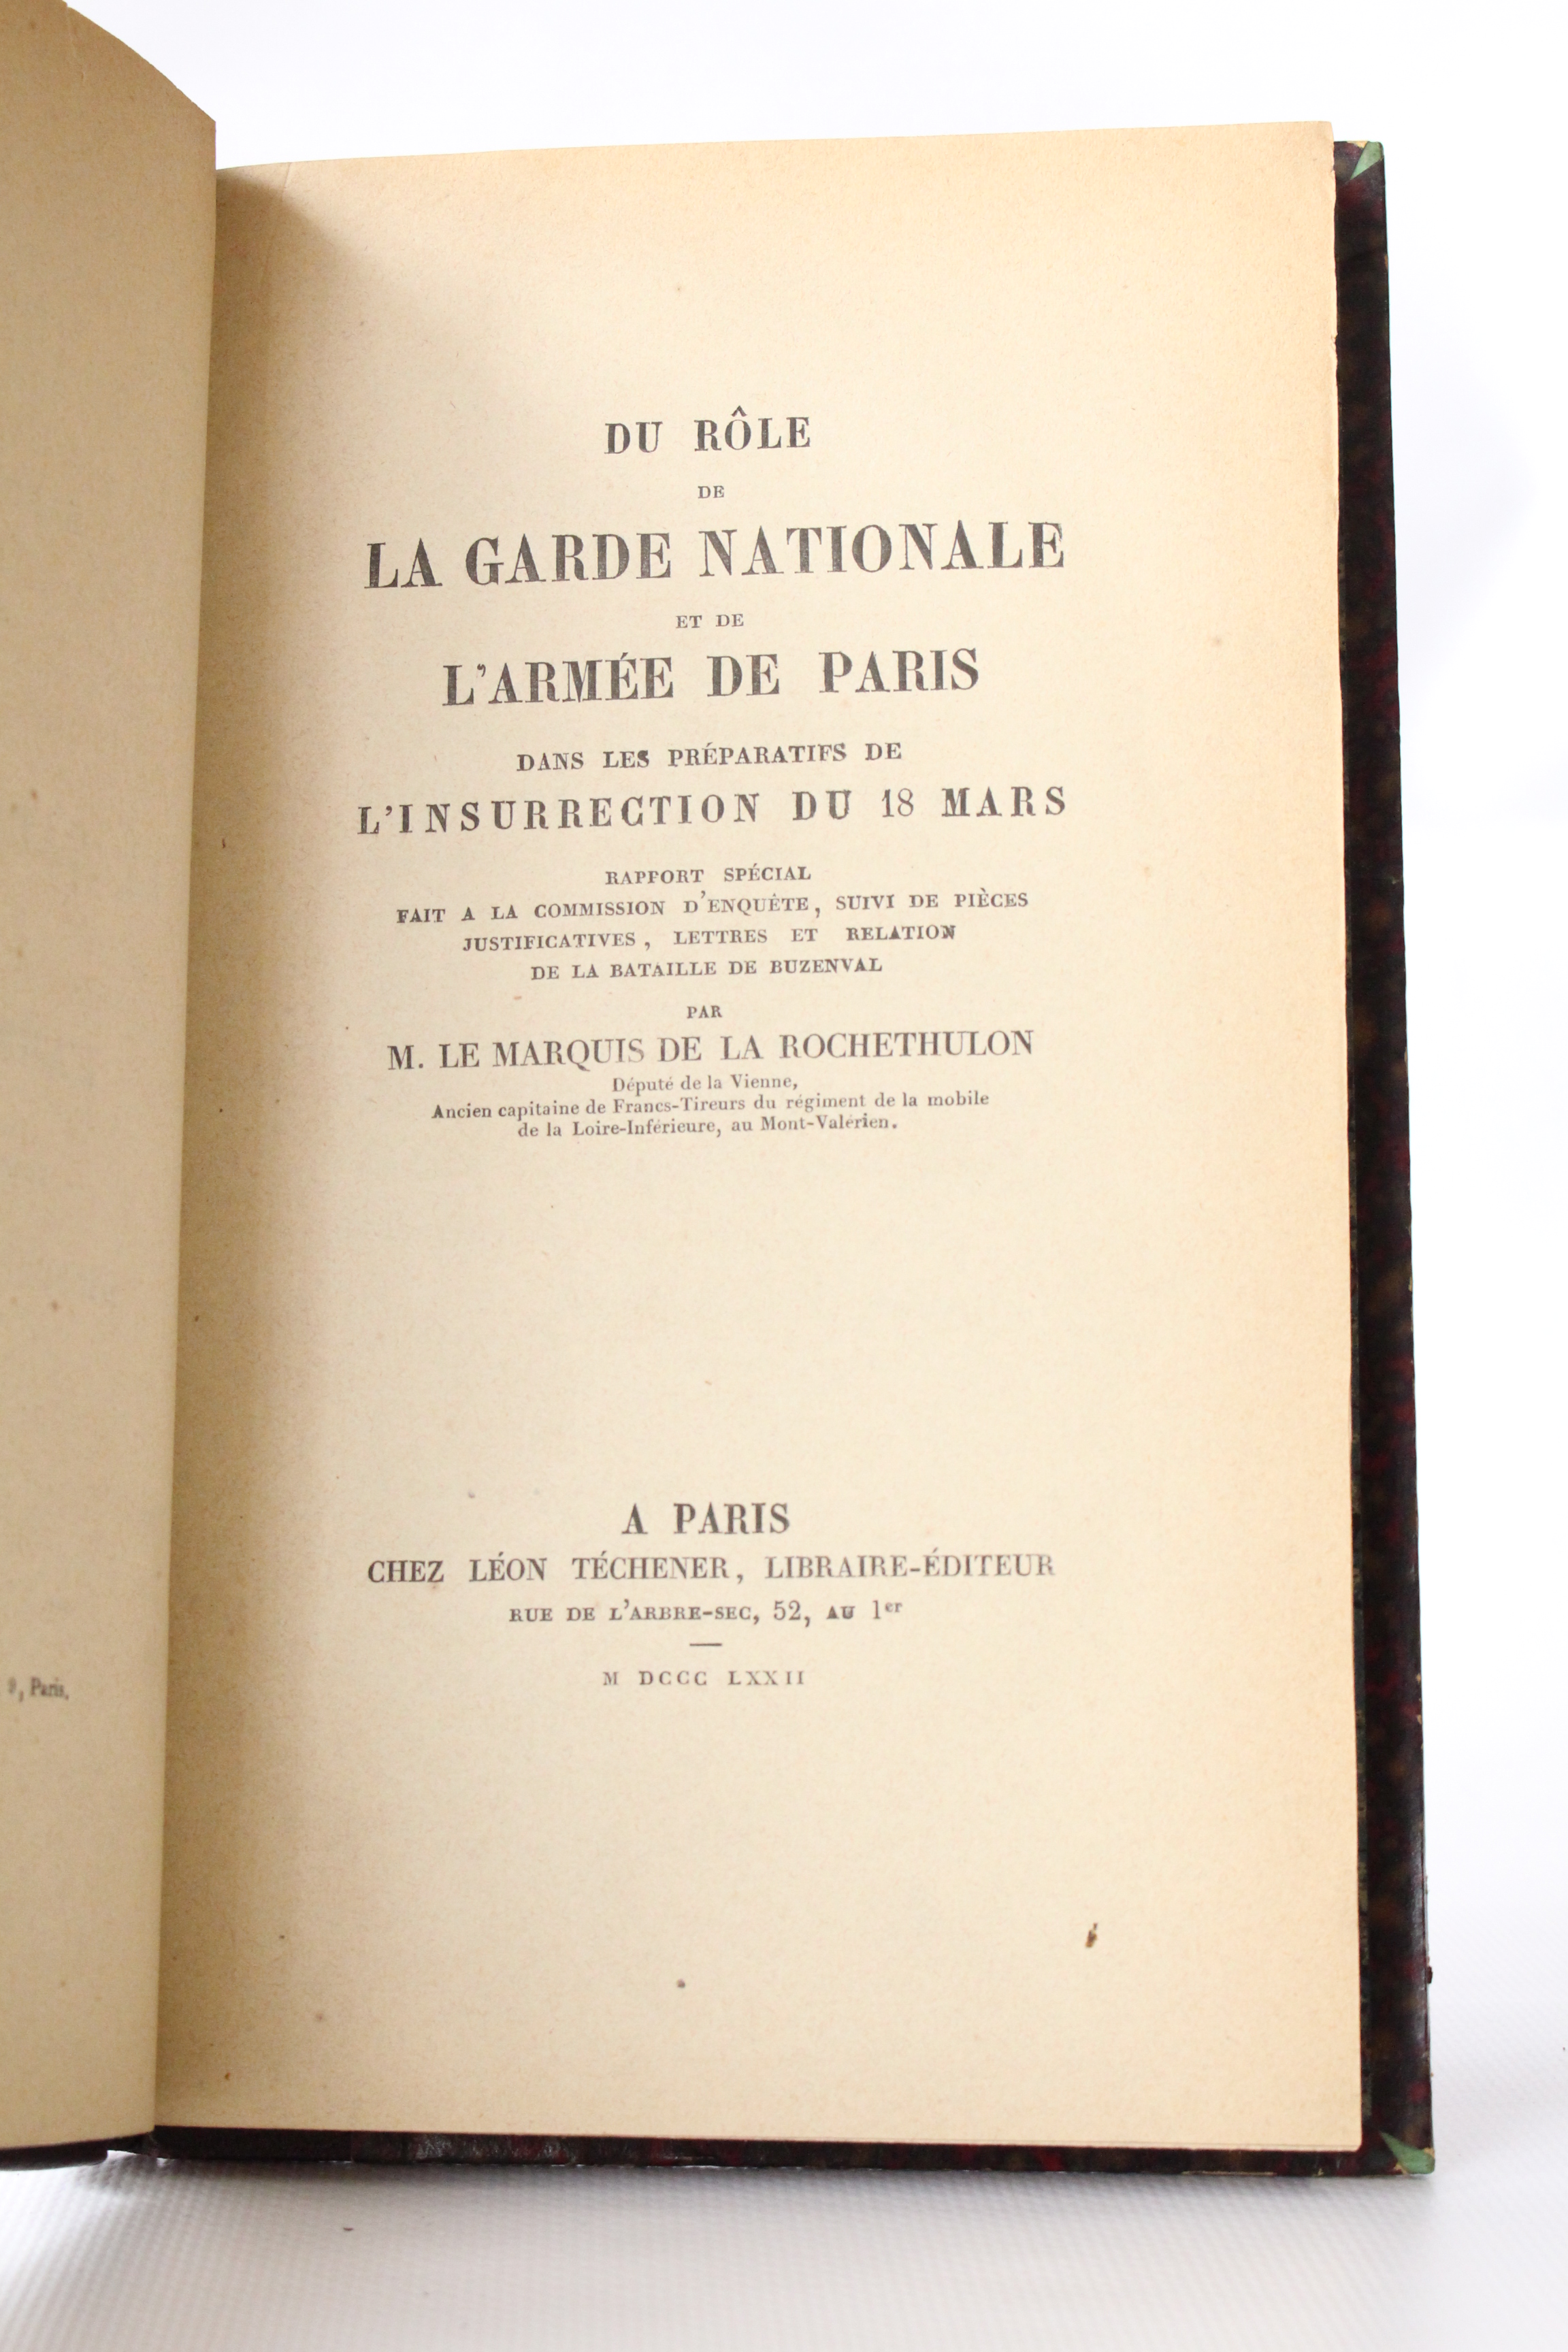 DU RÔLE
DE
LA GARDE NATIONALE
ET DE
L'ARMÉE DE PARIS
DANS LES PRÉPARATIFS DE
L'INSURRECTION DU 18 MARS
RAPPORT SPÉCIAL
FAIT A LA COMMISSION D'ENQUÊTE, SUIVI DE PIÈCES
JUSTIFICATIVES, LETTRES ET RELATION
DE LA BATAILLE DE BUZENVAL
PAR
M. LE MARQUIS DE LA ROCHETHULON
Député de la Vienne,
Ancien capitaine de Francs-Tireurs du régiment de la mobile
de la Loire-Inférieure, au Mont-Valérien.
A PARIS
CHEZ LÉON TÉCHENER, LIBRAIRE-ÉDITEUR
RUE DE L'ARBRE-SEC, 52, AU 1er
M DCCC LXXII
9, Paris.